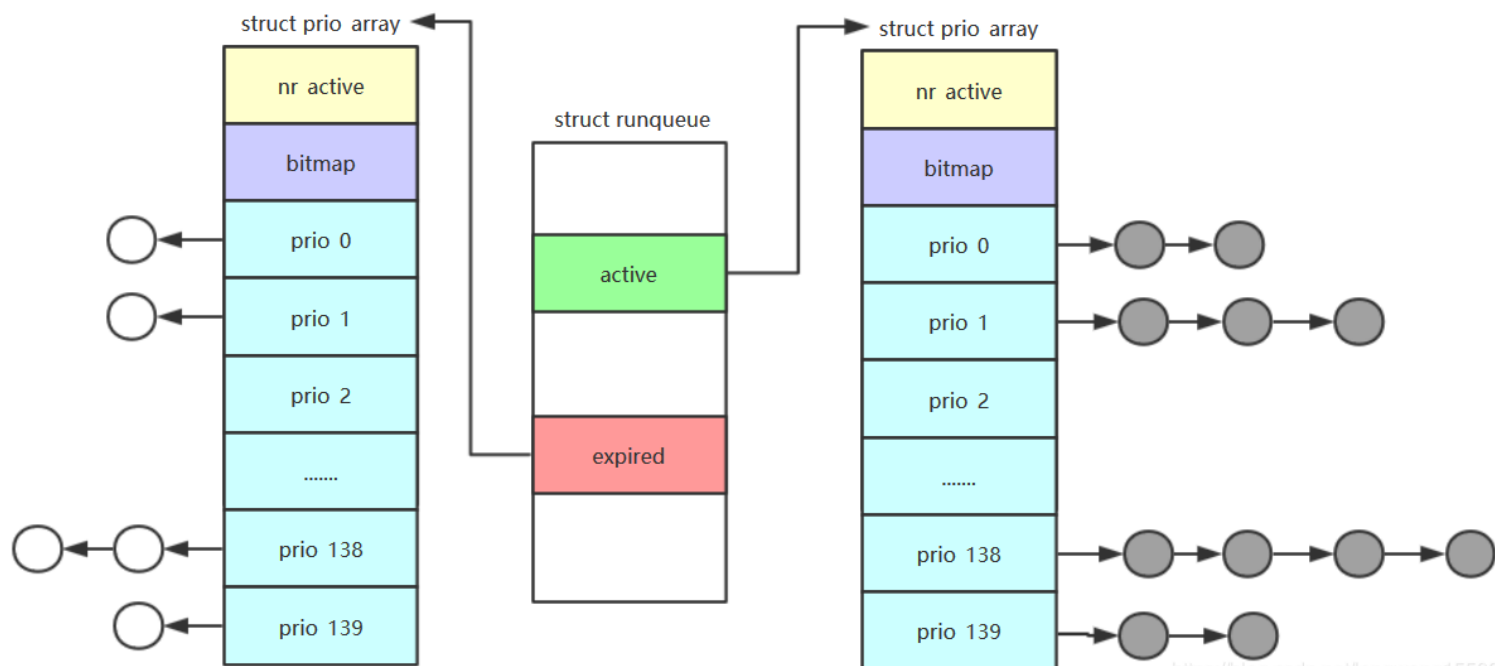 struct prio array
nr active
bitmap
prio 0
prio 1
prio 2
.......
prio 138
prio 139
struct runqueue
active
expired
struct prio array
nr active
bitmap
prio 0
prio 1
prio 2
.......
prio 138
prio 139